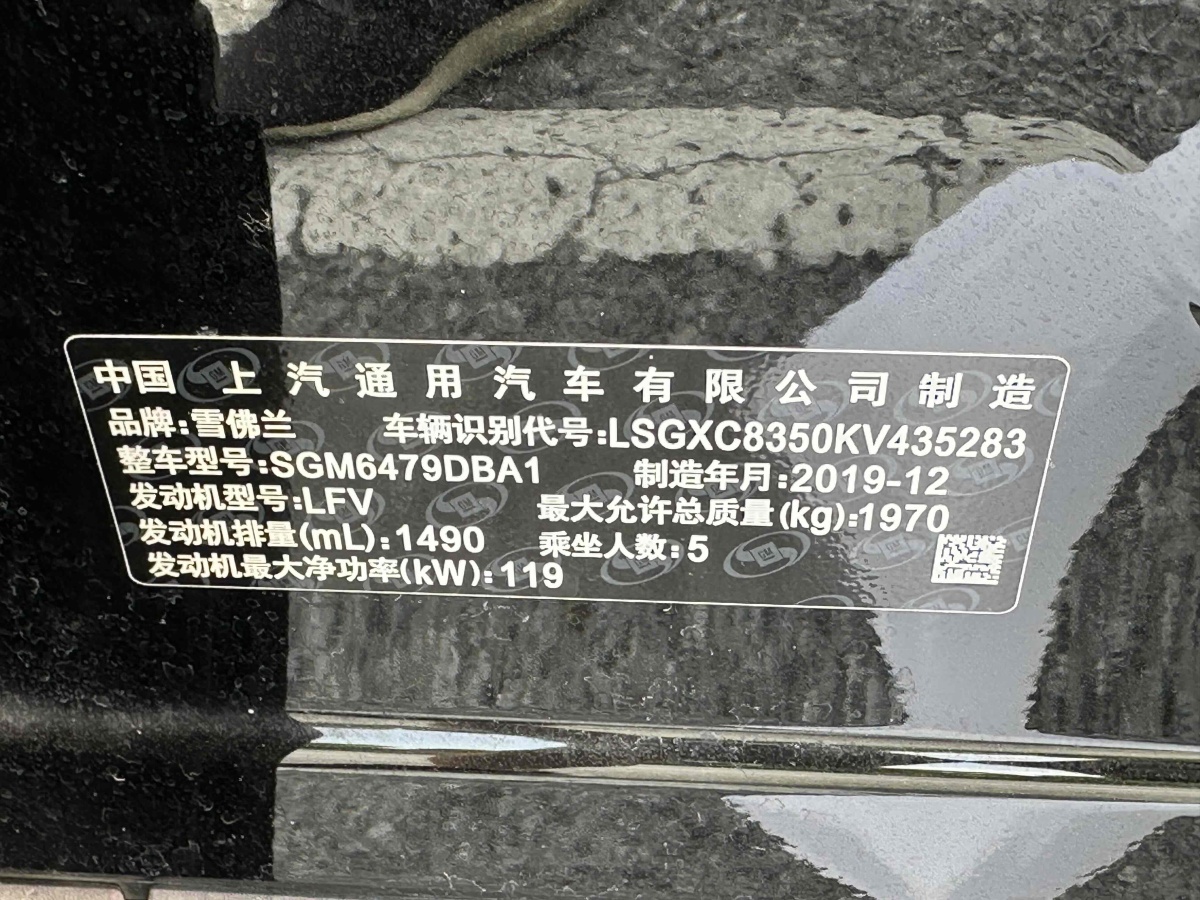 中国 上汽通用汽车有限公司制造
品牌:雪佛兰 车辆识别代号:LSGXC8350KV435283
整车型号:SGM6479DBA1 制造年月:2019-12
发动机型号:LFV 最大允许总质量(kg):1970
发动机排量(mL):1490 乘坐人数:5
发动机最大净功率(kW):119